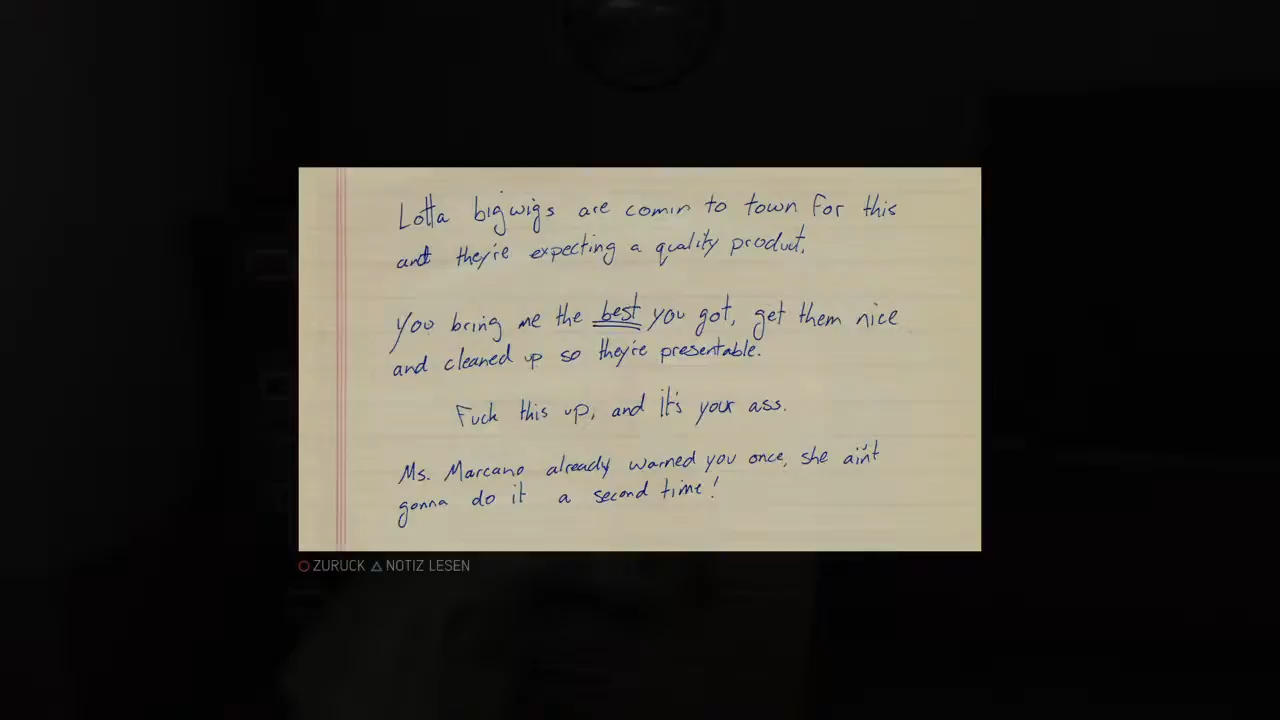 Lotta bigwigs are comin to town for this
and they're expecting a quality product.
You bring me the best you got, get them nice
and cleaned up so they're presentable.
Fuck this up, and it's your ass.
Ms. Marcano already warned you once, she ain't
gonna do it a second time!
ZURÜCK NOTIZ LESEN